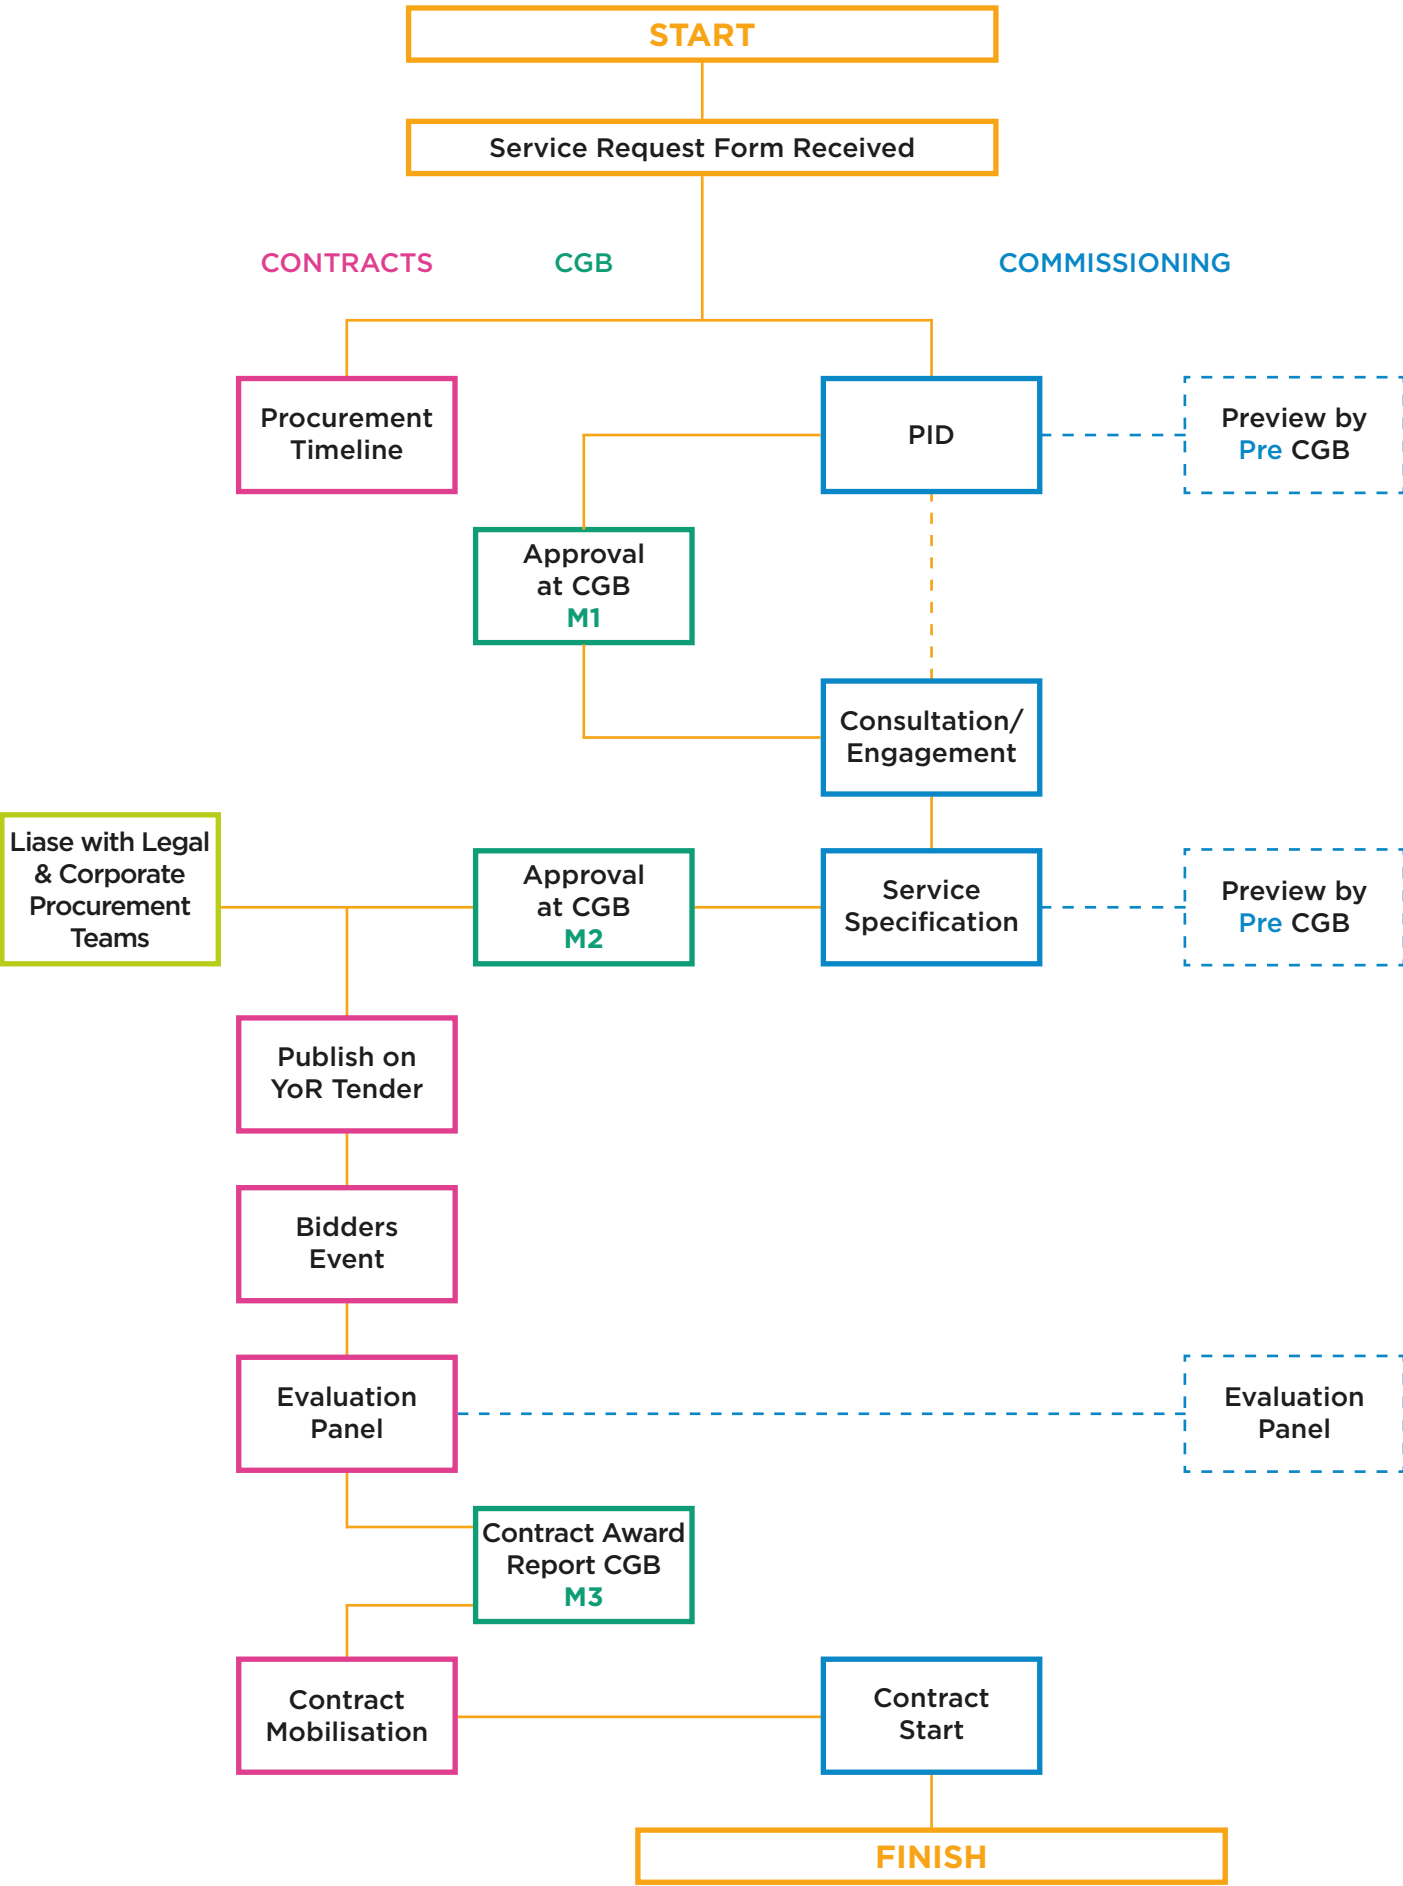 START
Service Request Form Received
CONTRACTS
CGB
COMMISSIONING
Procurement
Timeline
PID
Preview by
Pre CGB
Approval
at CGB
M1
Consultation/
Engagement
Liase with Legal
& Corporate
Procurement
Teams
Approval
at CGB
M2
Service
Specification
Preview by
Pre CGB
Publish on
YoR Tender
Bidders
Event
Evaluation
Panel
Evaluation
Panel
Contract Award
Report CGB
M3
Contract
Mobilisation
Contract
Start
FINISH